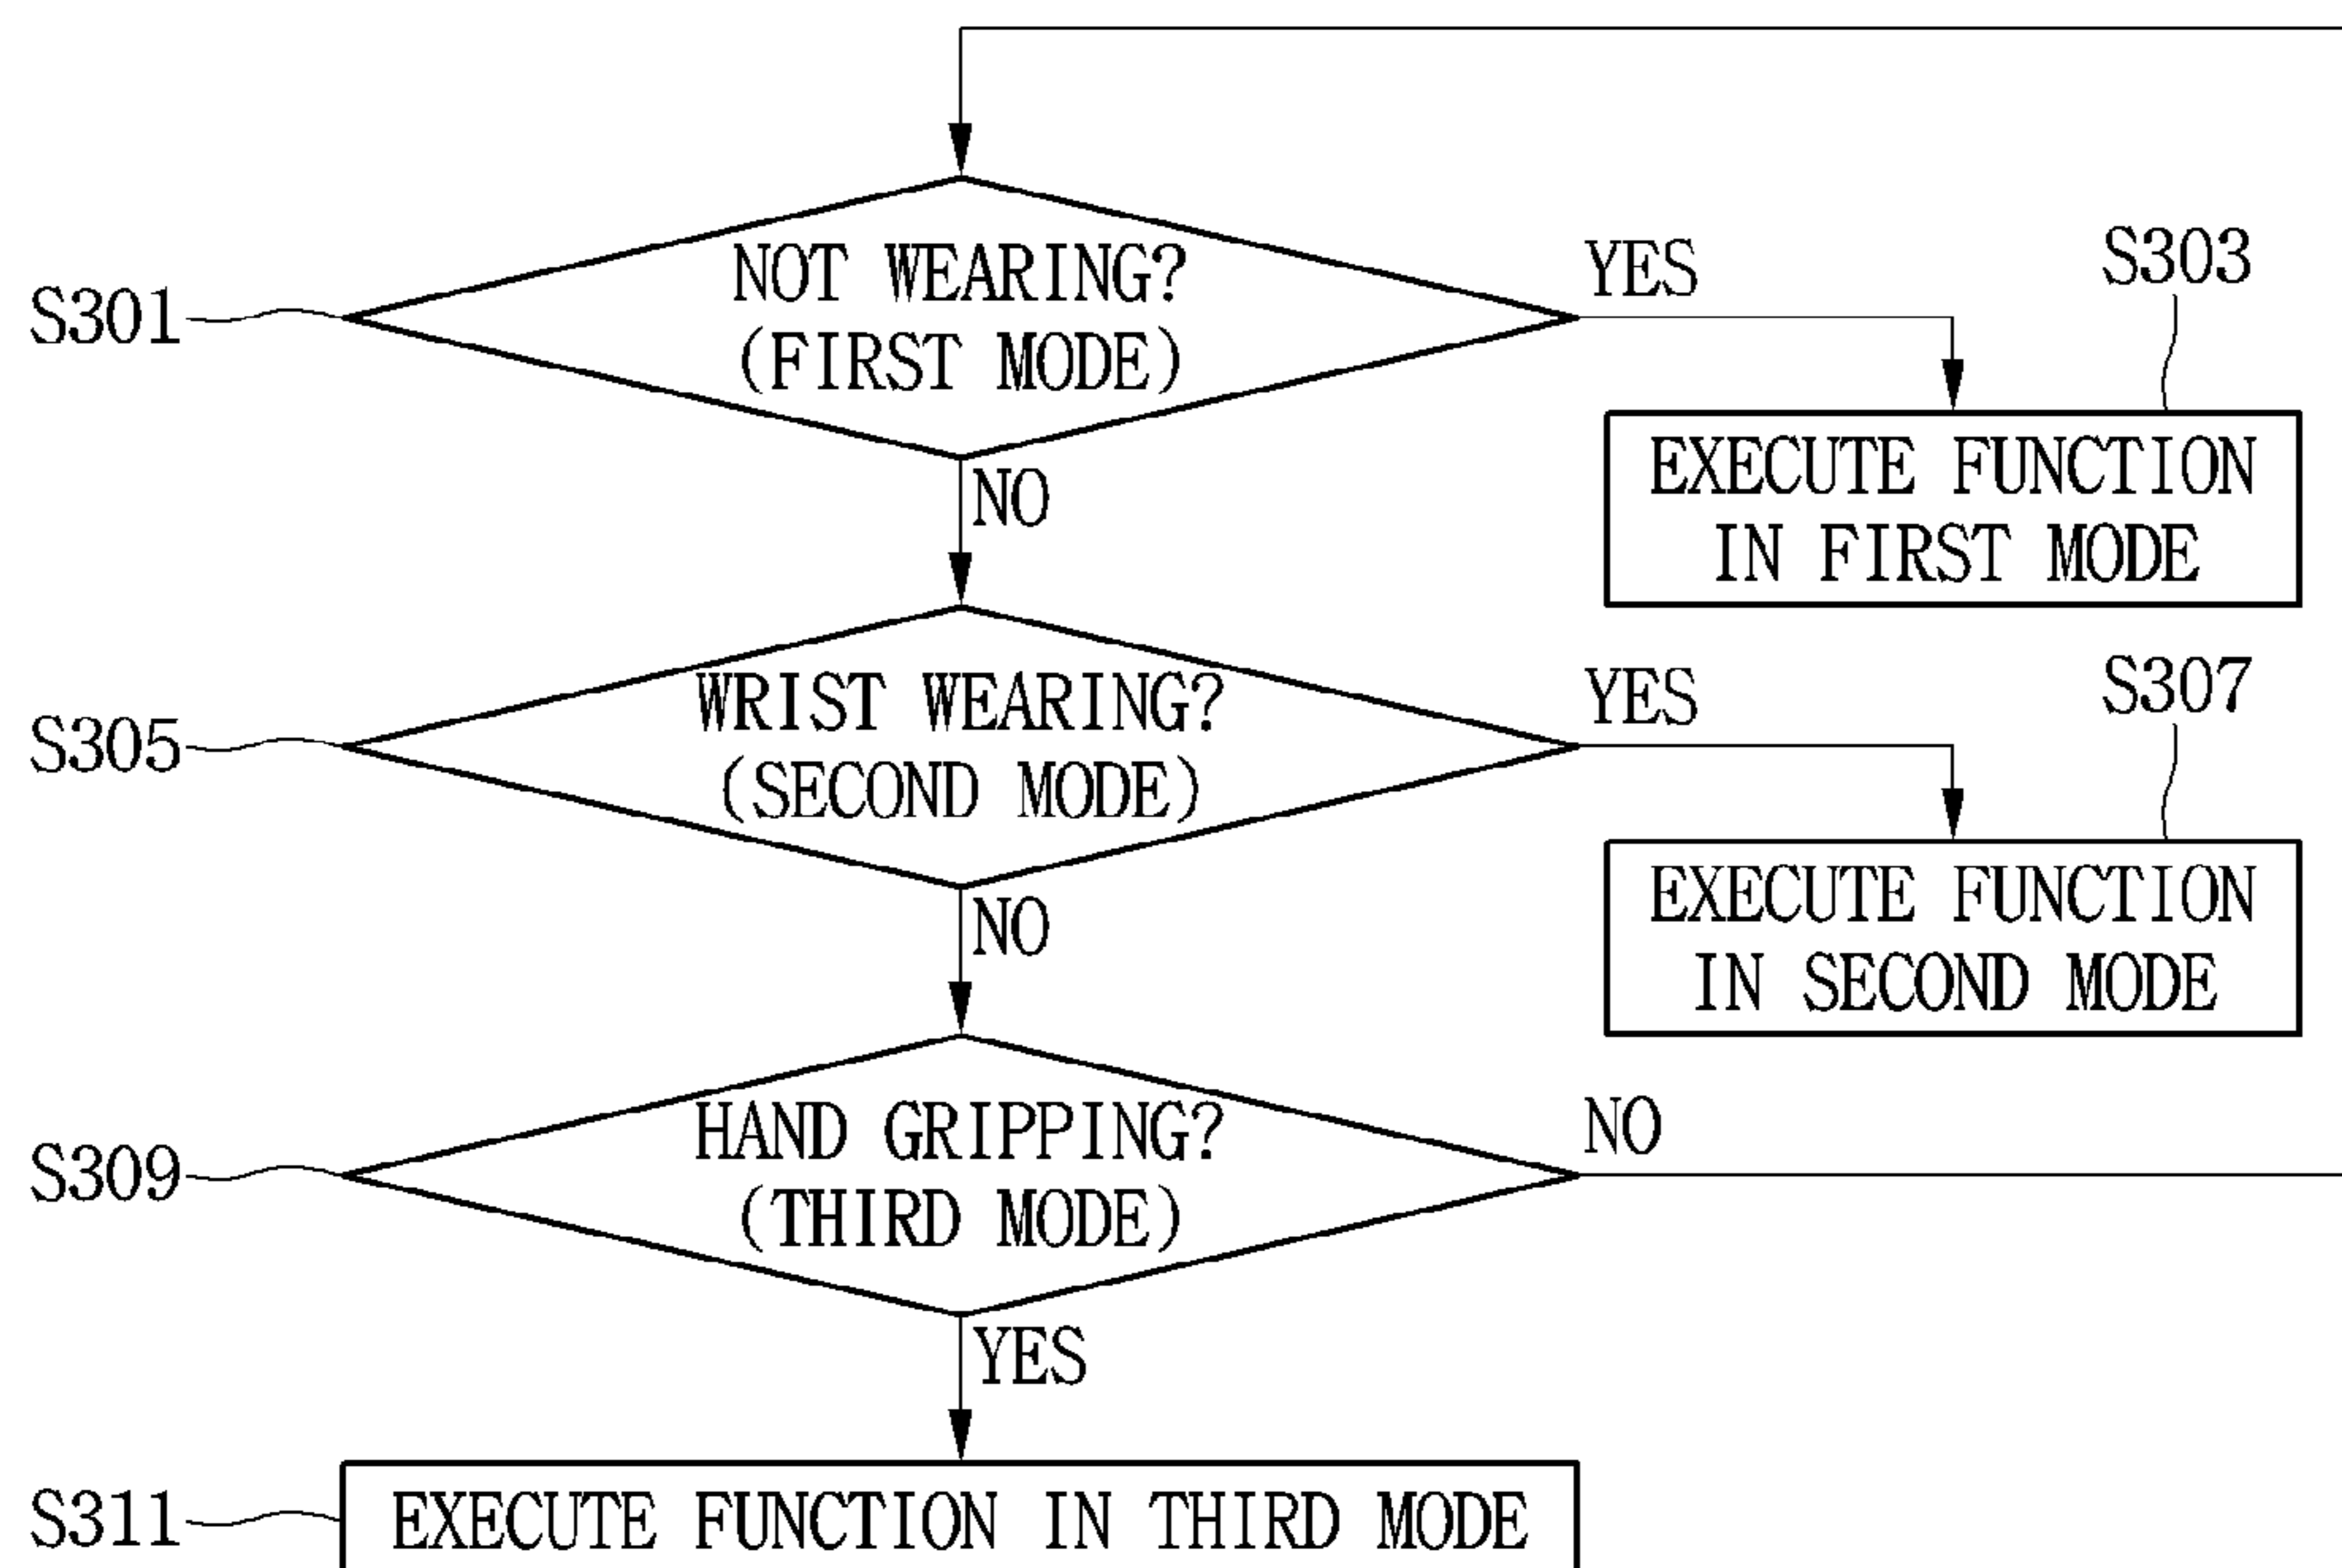 S301
NOT WEARING?
(FIRST MODE)
YES
S303
EXECUTE FUNCTION
IN FIRST MODE
NO
S305
WRIST WEARING?
(SECOND MODE)
YES
S307
EXECUTE FUNCTION
IN SECOND MODE
NO
S309
HAND GRIPPING?
(THIRD MODE)
NO
YES
S311
EXECUTE FUNCTION IN THIRD MODE